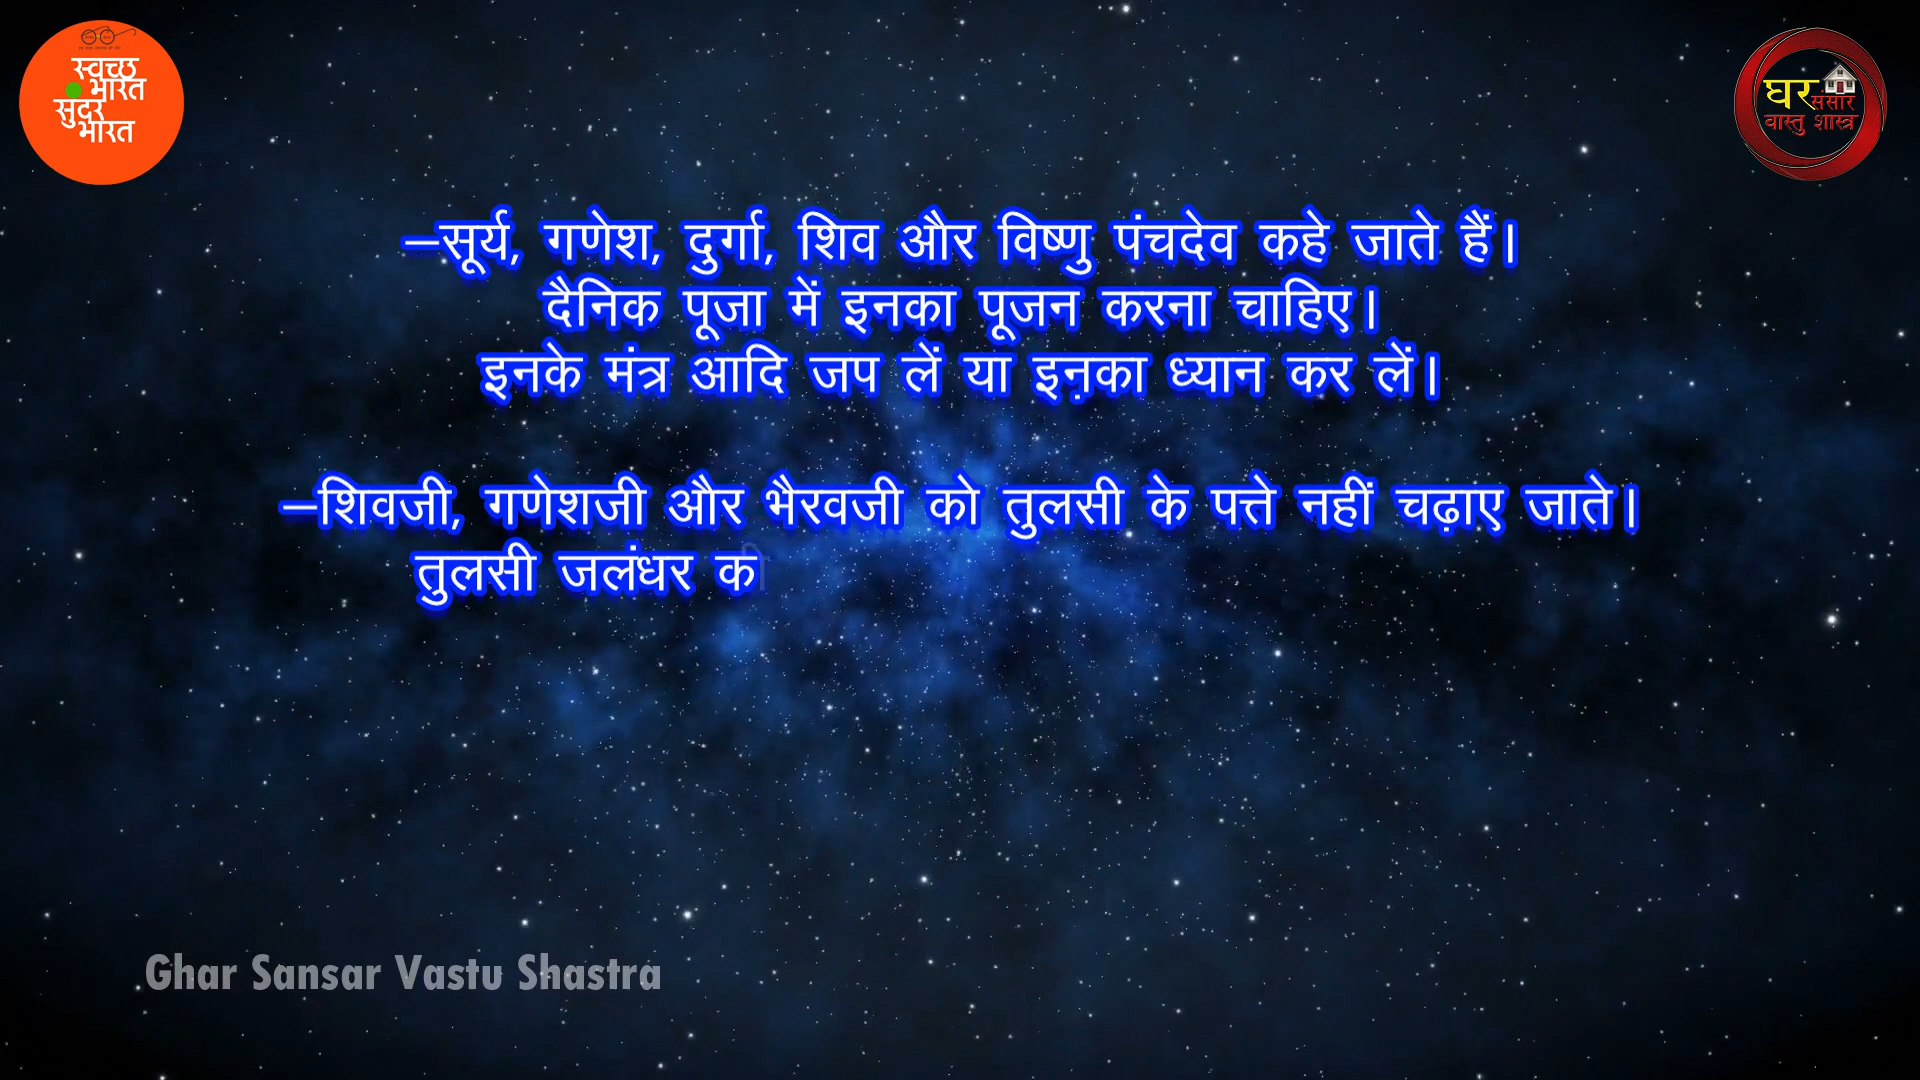 स्वच्छ
भारत
सुंदर
भारत
घर
संसार
वास्तु शास्त्र
–सूर्य, गणेश, दुर्गा, शिव और विष्णु पंचदेव कहे जाते हैं।
दैनिक पूजा में इनका पूजन करना चाहिए।
इनके मंत्र आदि जप लें या इऩका ध्यान कर लें।
–शिवजी, गणेशजी और भैरवजी को तुलसी के पत्ते नहीं चढ़ाए जाते।
तुलसी जलंधर की
Ghar Sansar Vastu Shastra